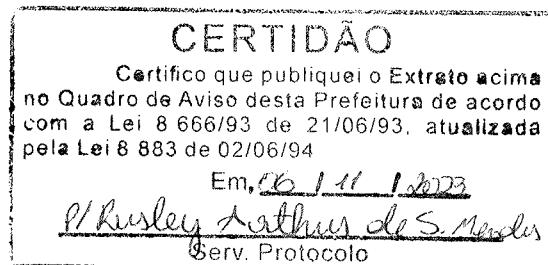 CERTIDÃO
Certifico que publiquei o Extrato acima
no Quadro de Aviso desta Prefeitura de acordo
com a Lei 8 666/93 de 21/06/93, atualizada
pela Lei 8 883 de 02/06/94
Em, 06 / 11 / 2023
P/ Rusley Arthus de S. Mendes
Serv. Protocolo